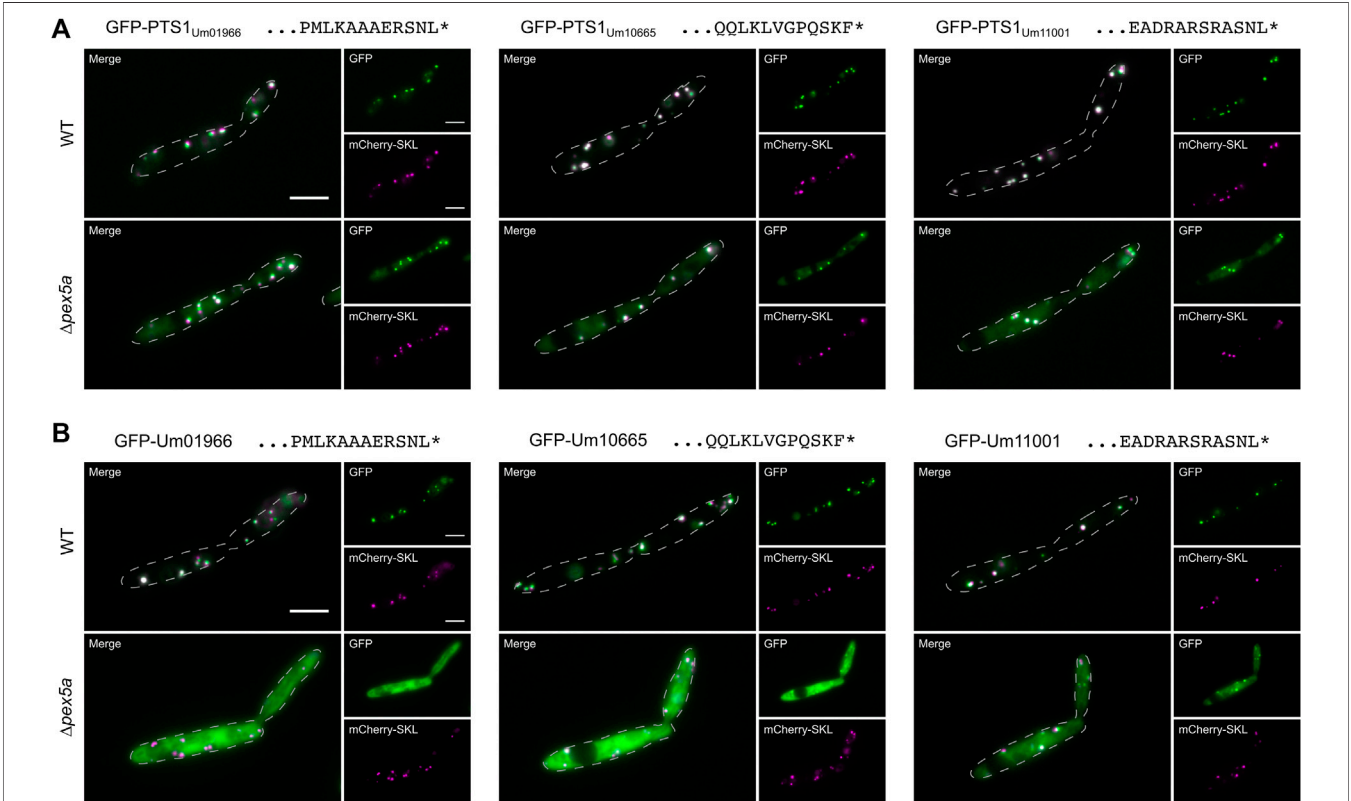 A
GFP-PTS1Um01966 ...PMLKAAAERSNL*
GFP-PTS1Um10665 ...QQLKLVGPQSKF*
GFP-PTS1Um11001 ...EADRARSRASNL*
WT
Merge
GFP
mCherry-SKL
Merge
GFP
mCherry-SKL
Merge
GFP
mCherry-SKL
Δpex5a
Merge
GFP
mCherry-SKL
Merge
GFP
mCherry-SKL
Merge
GFP
mCherry-SKL
B
GFP-Um01966 ...PMLKAAAERSNL*
GFP-Um10665 ...QQLKLVGPQSKF*
GFP-Um11001 ...EADRARSRASNL*
WT
Merge
GFP
mCherry-SKL
Merge
GFP
mCherry-SKL
Merge
GFP
mCherry-SKL
Δpex5a
Merge
GFP
mCherry-SKL
Merge
GFP
mCherry-SKL
Merge
GFP
mCherry-SKL